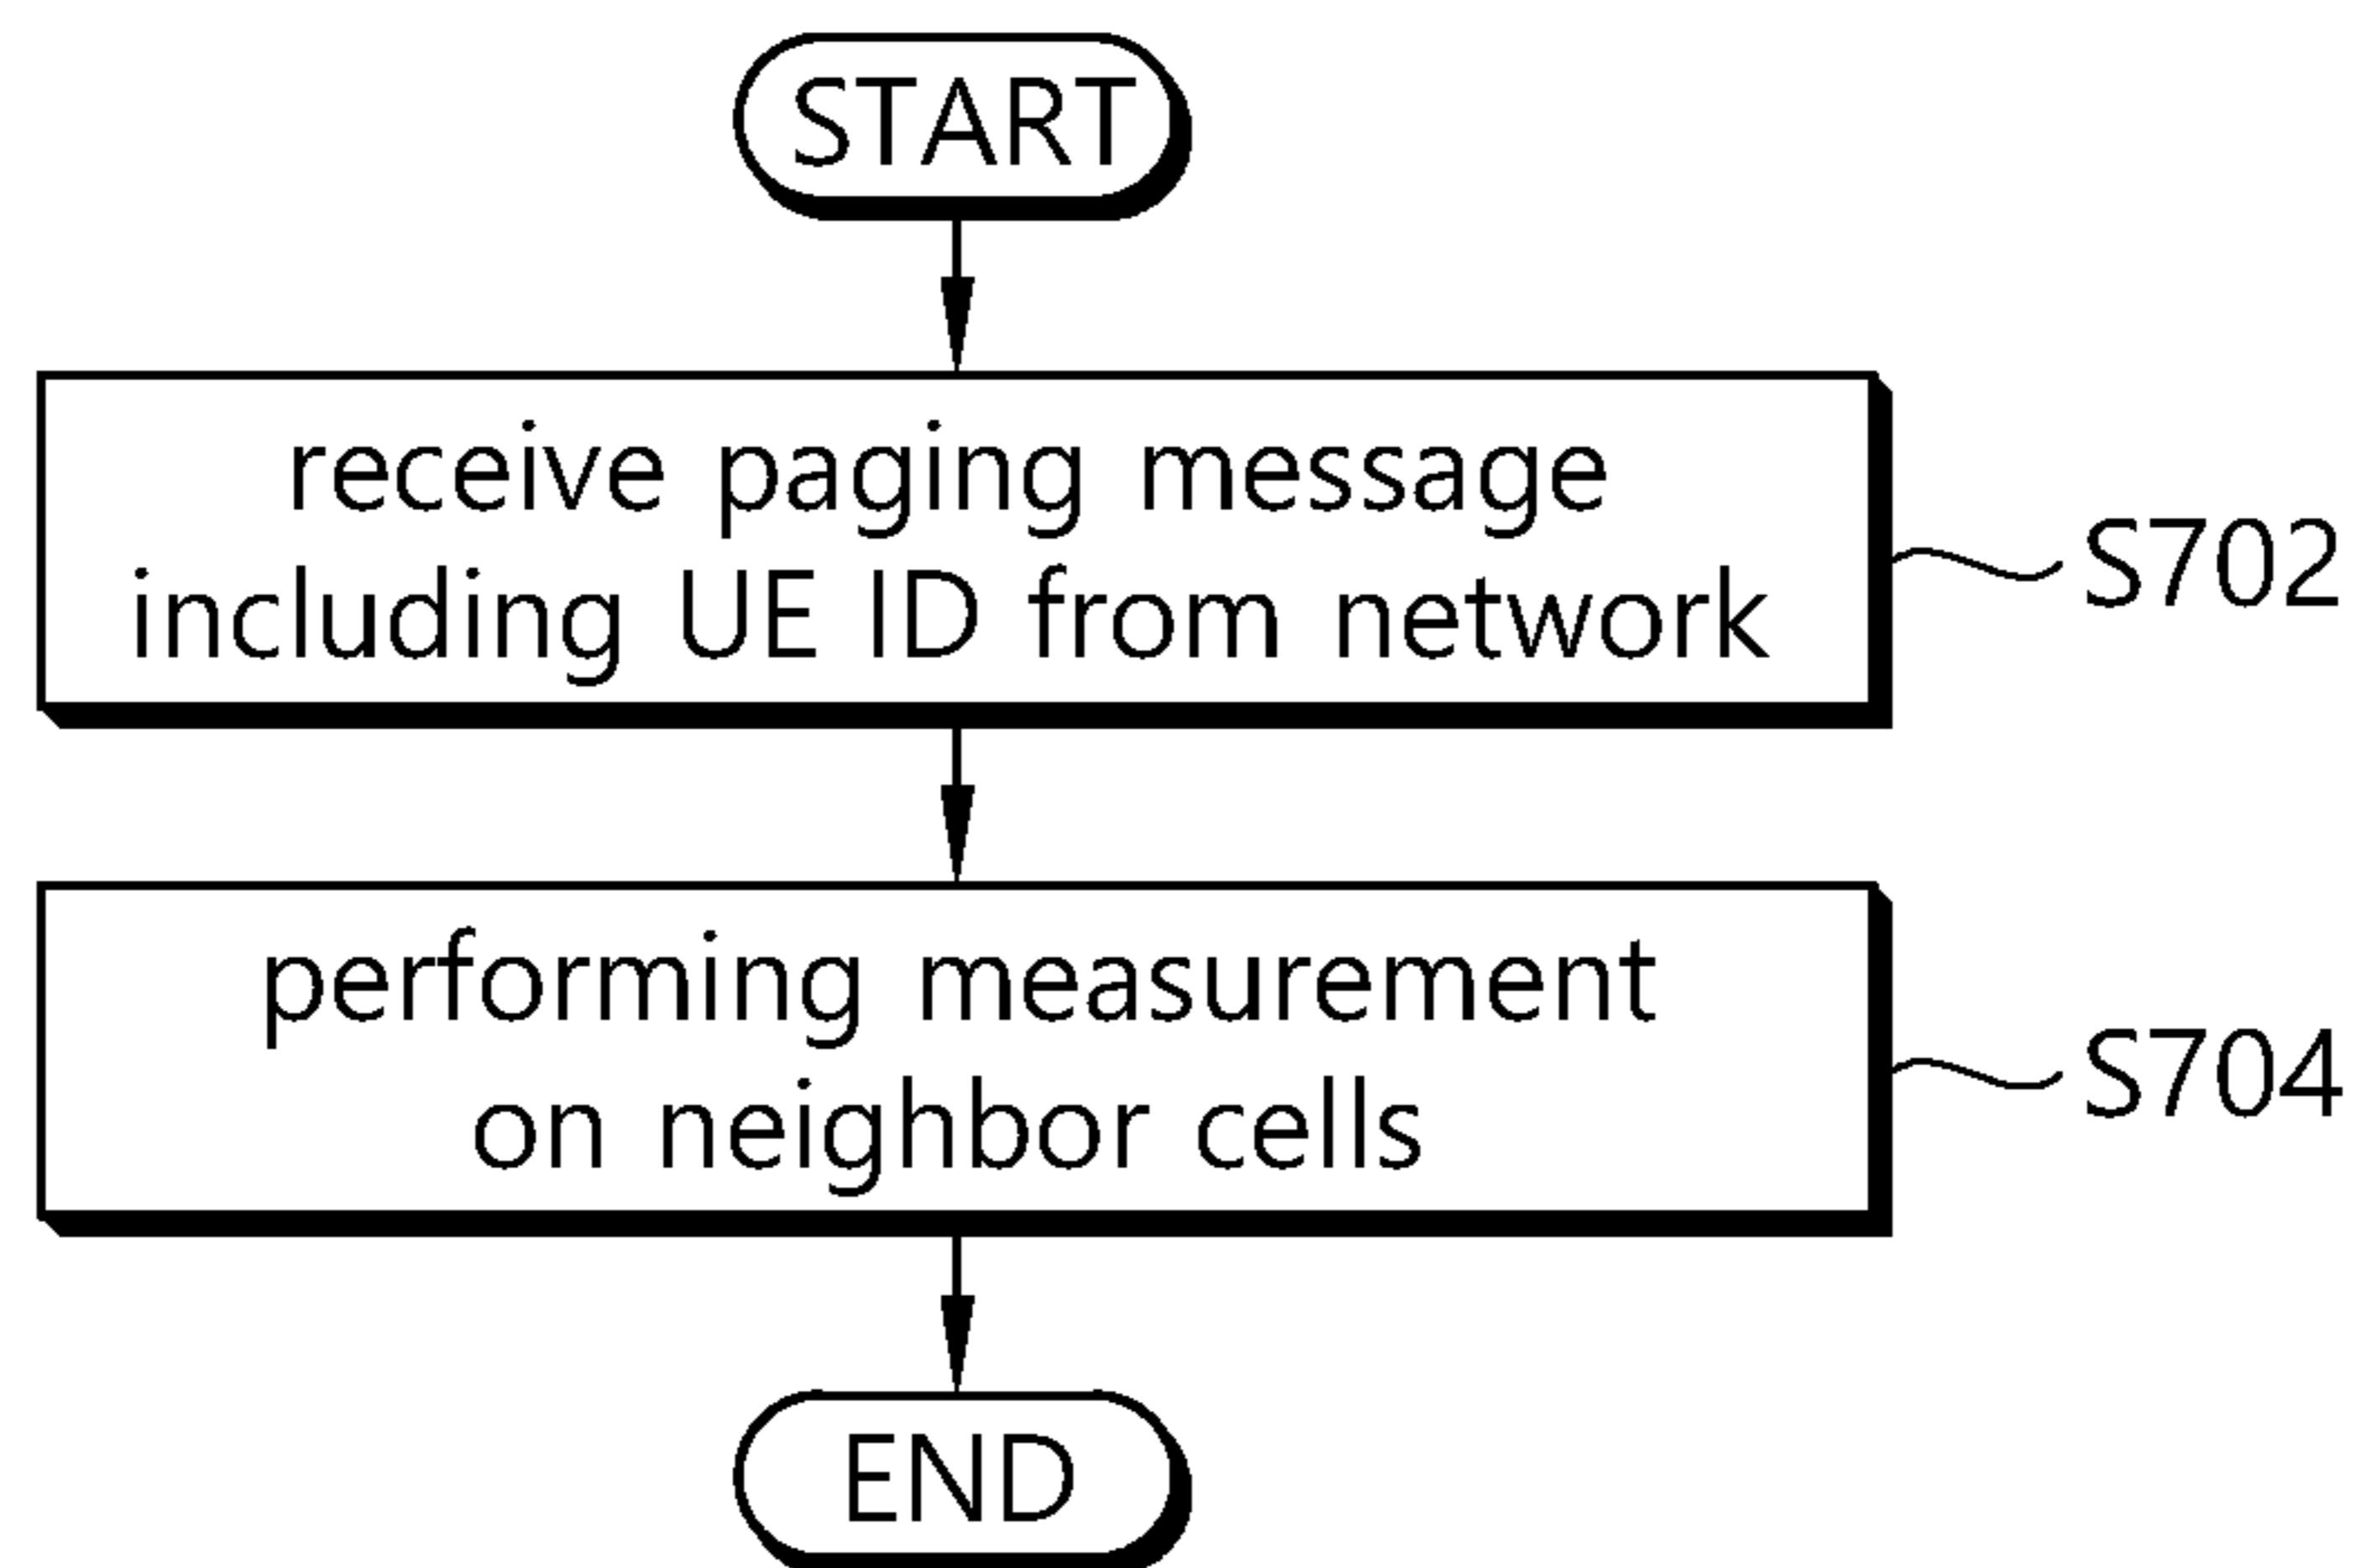 START
receive paging message
including UE ID from network
S702
performing measurement
on neighbor cells
S704
END